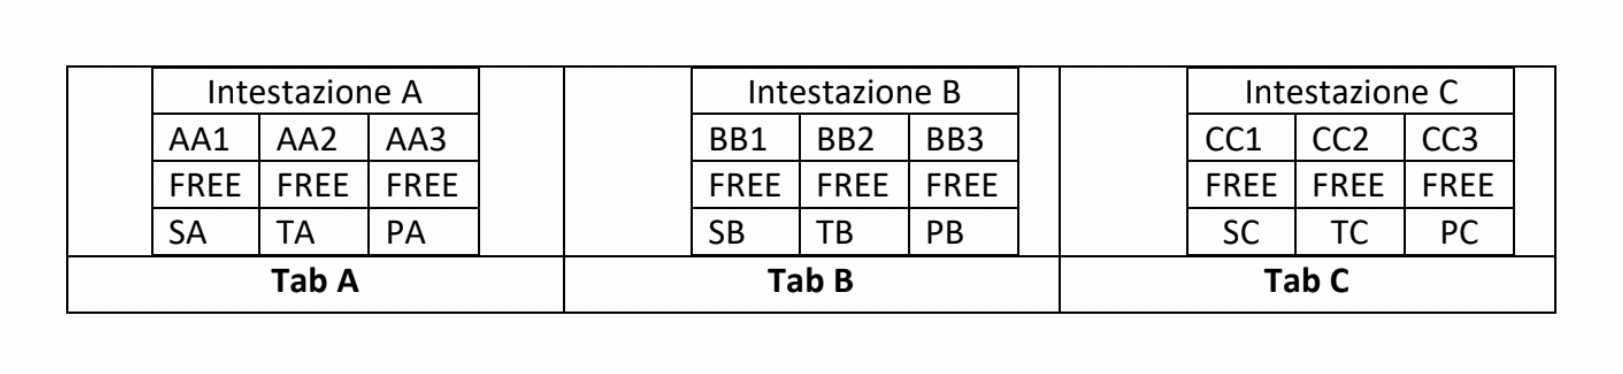 Intestazione A
AA1 AA2 AA3
FREE FREE FREE
SA TA PA
Tab A
Intestazione B
BB1 BB2 BB3
FREE FREE FREE
SB TB PB
Tab B
Intestazione C
CC1 CC2 CC3
FREE FREE FREE
SC TC PC
Tab C